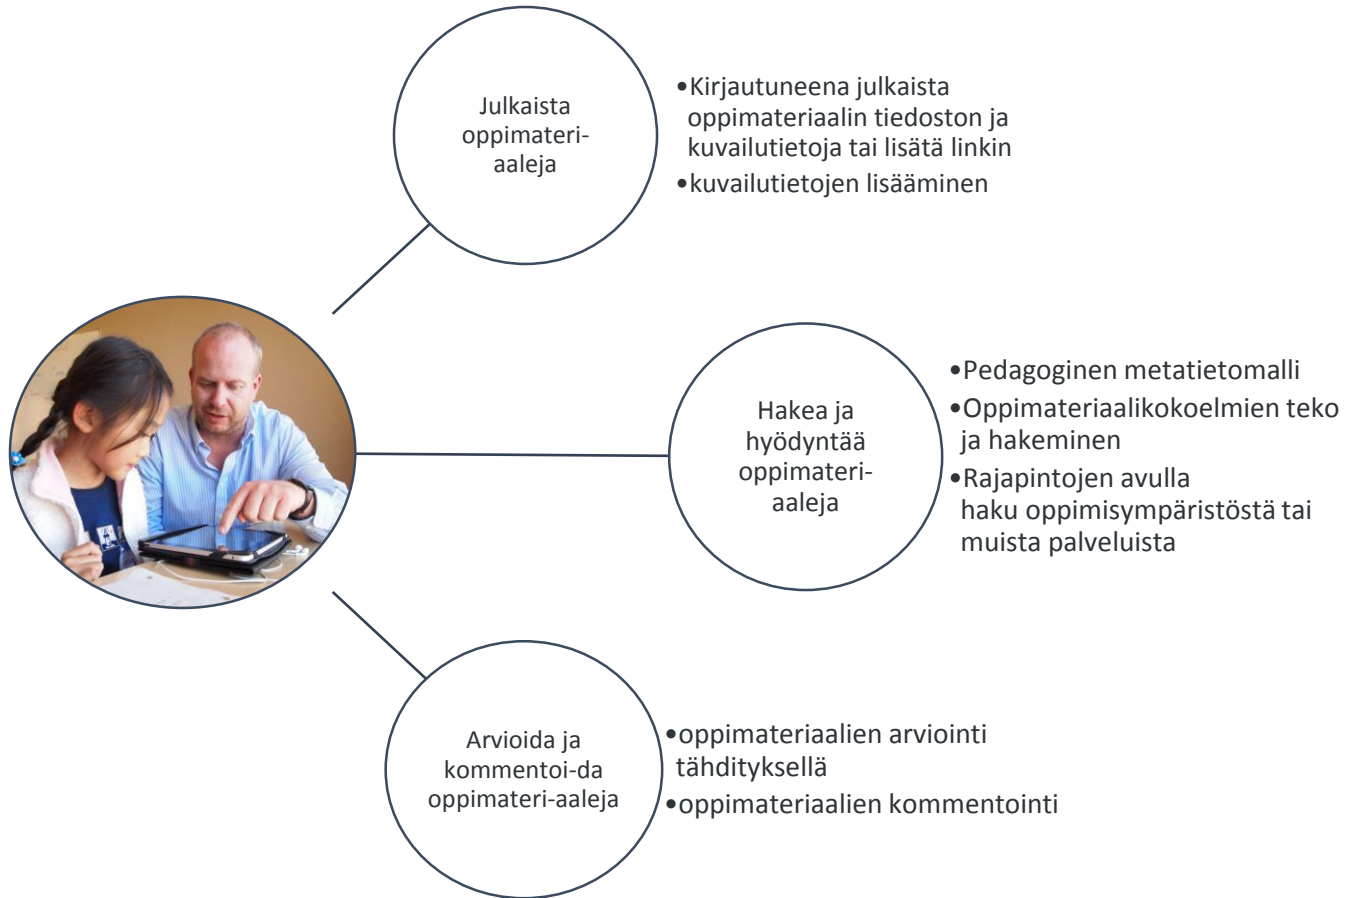 Julkaista
oppimateri-
aaleja
•Kirjautuneena julkaista
oppimateriaalin tiedoston ja
kuvailutietoja tai lisätä linkin
•kuvailutietojen lisääminen
Hakea ja
hyödyntää
oppimateri-
aaleja
•Pedagoginen metatietomalli
•Oppimateriaalikokoelmien teko
ja hakeminen
•Rajapintojen avulla
haku oppimisympäristöstä tai
muista palveluista
Arvioida ja
kommentoi-da
oppimateri-aaleja
•oppimateriaalien arviointi
tähdityksellä
•oppimateriaalien kommentointi